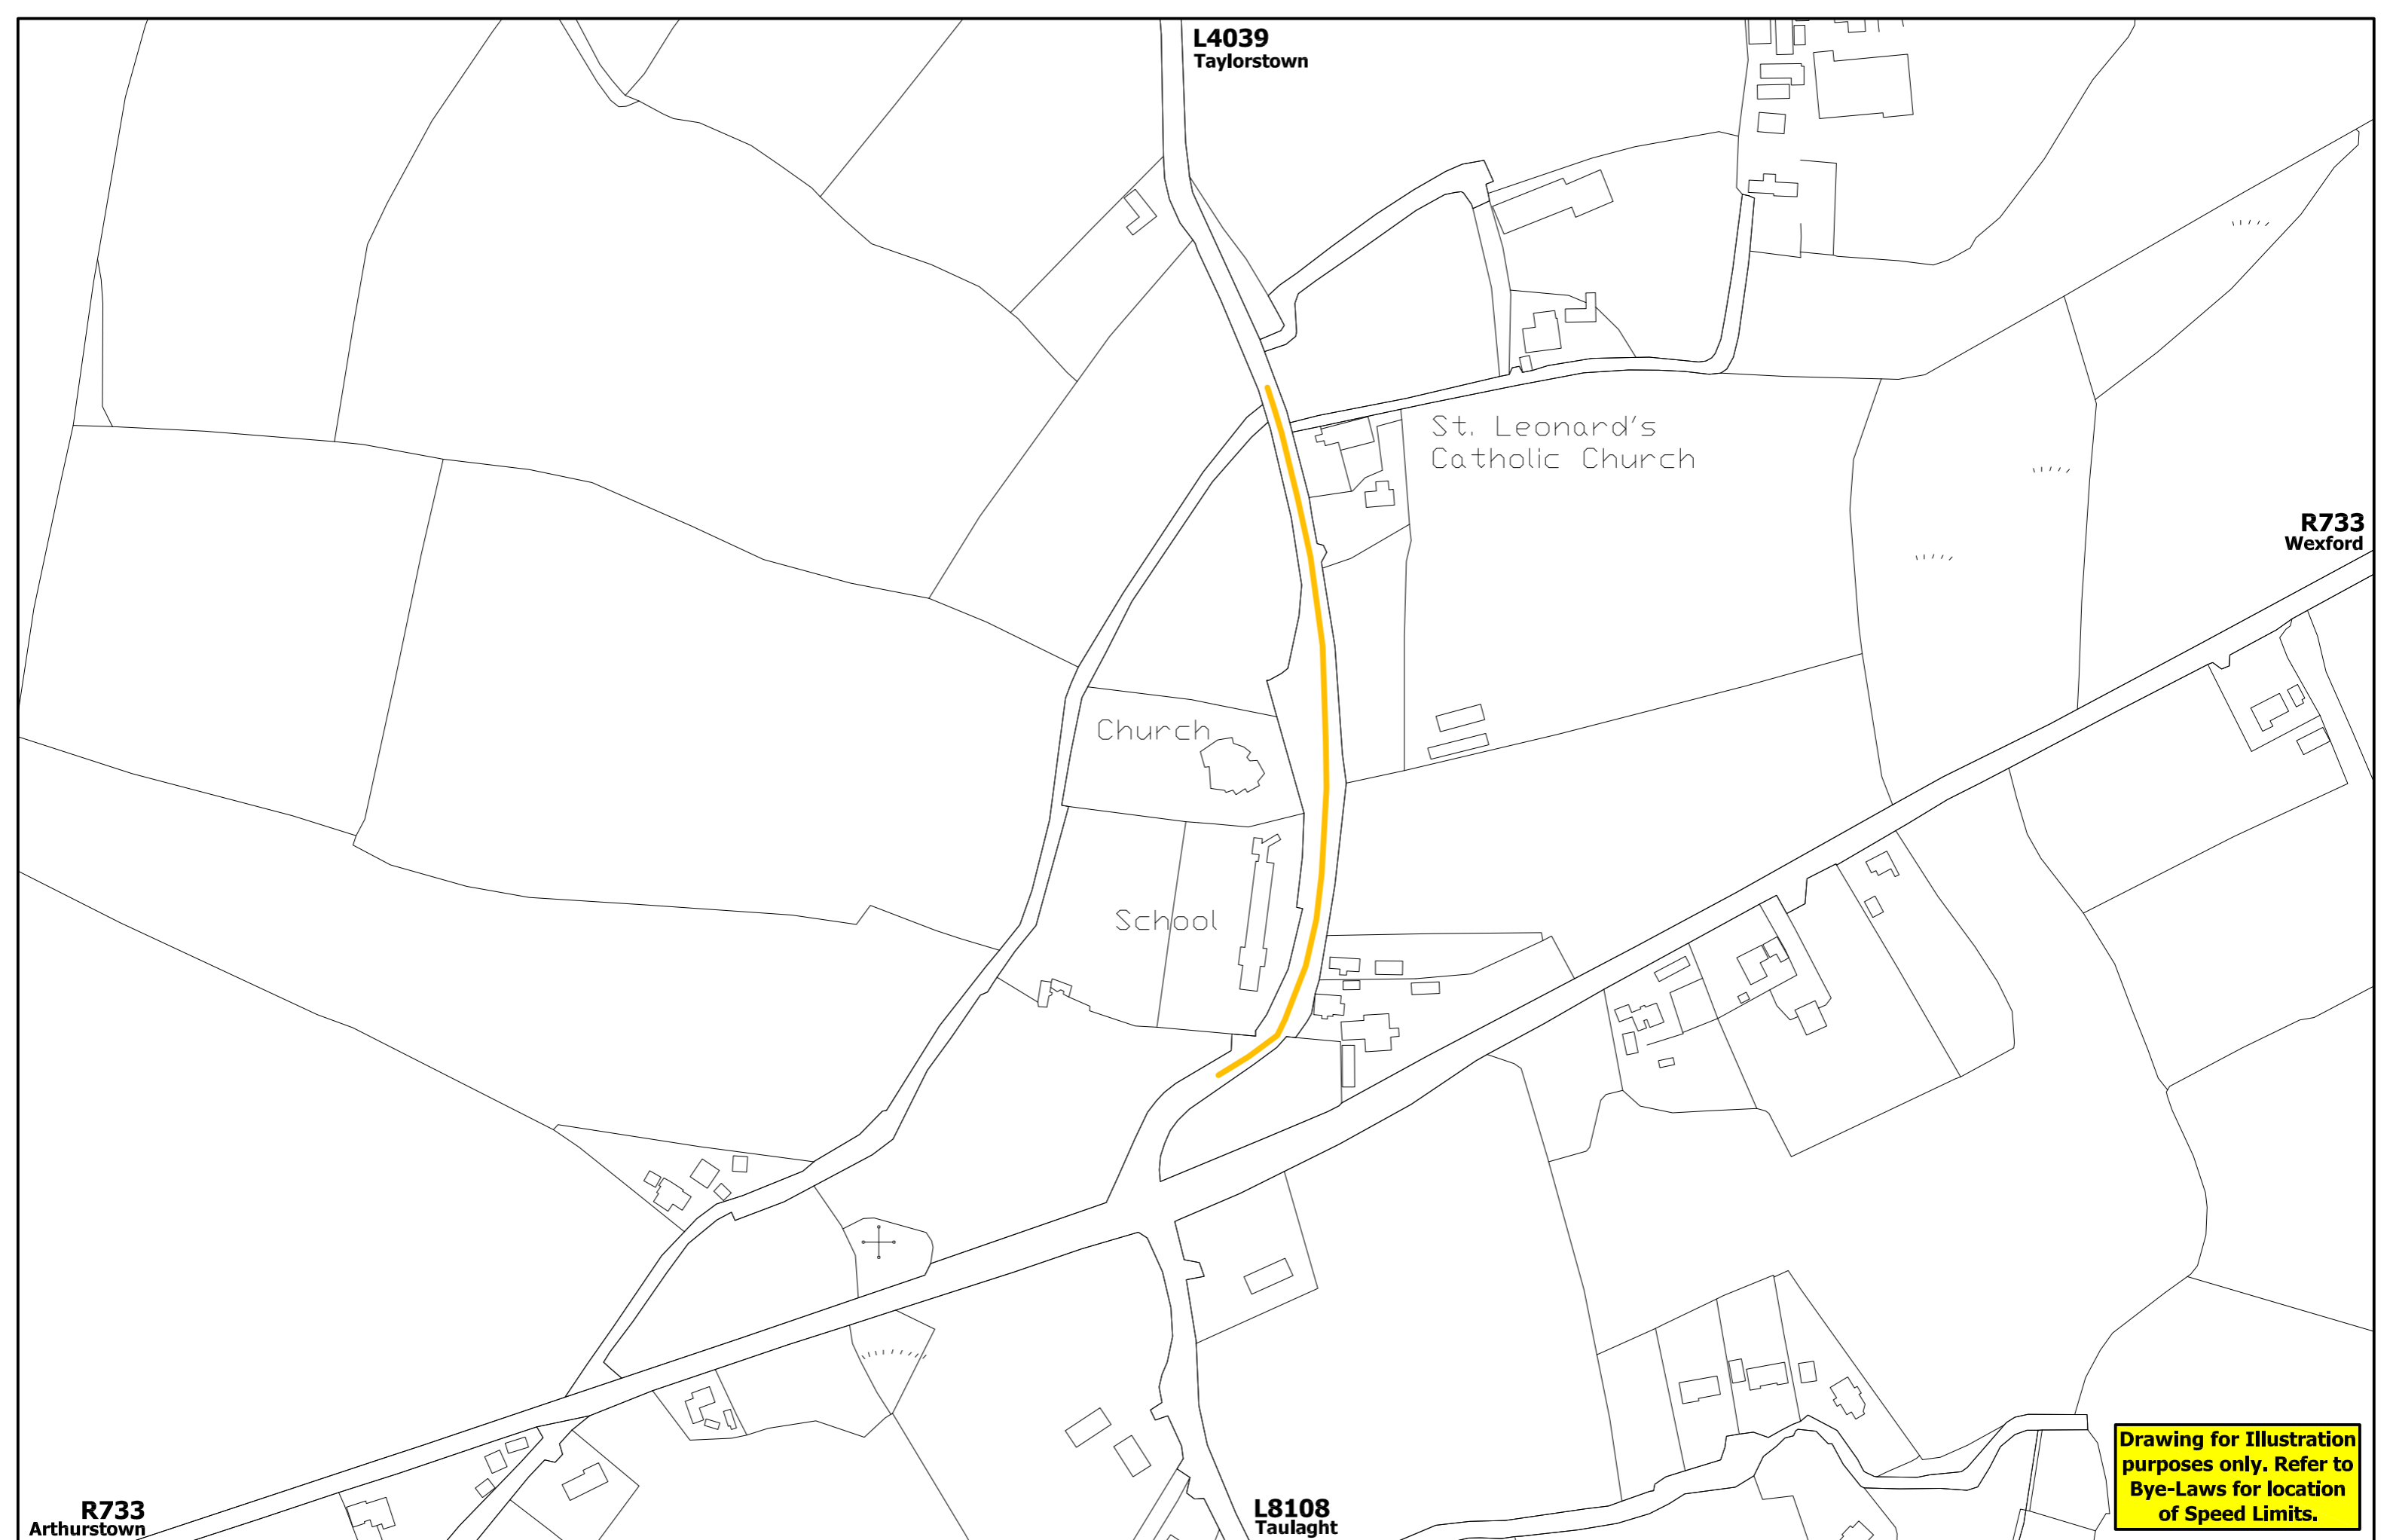 L4039
Taylorstown
St. Leonard's
Catholic Church
R733
Wexford
Church
School
R733
Arthurstown
L8108
Taulaght
Drawing for Illustration
purposes only. Refer to
Bye-Laws for location
of Speed Limits.